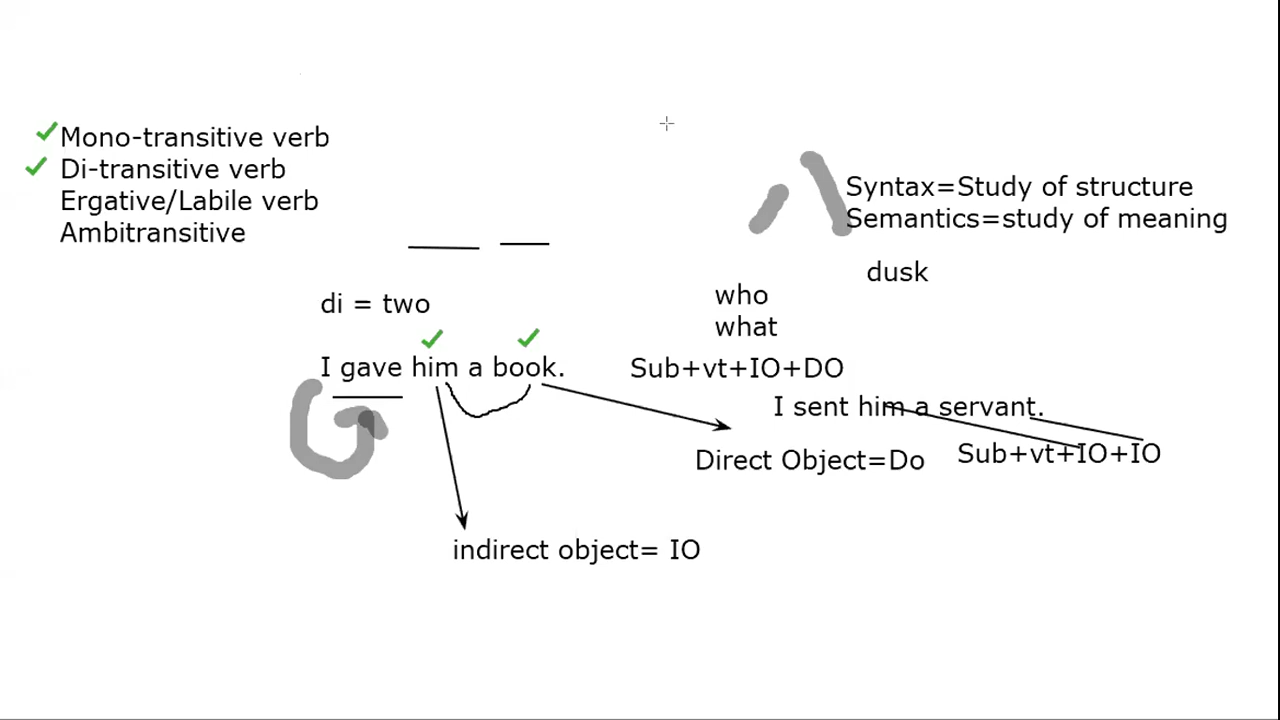 Mono-transitive verb
Di-transitive verb
Ergative/Labile verb
Ambitransitive
Syntax=Study of structure
Semantics=study of meaning
dusk
di = two
who
what
I gave him a book.
Sub+vt+IO+DO
I sent him a servant.
Direct Object=Do
Sub+vt+IO+IO
indirect object= IO